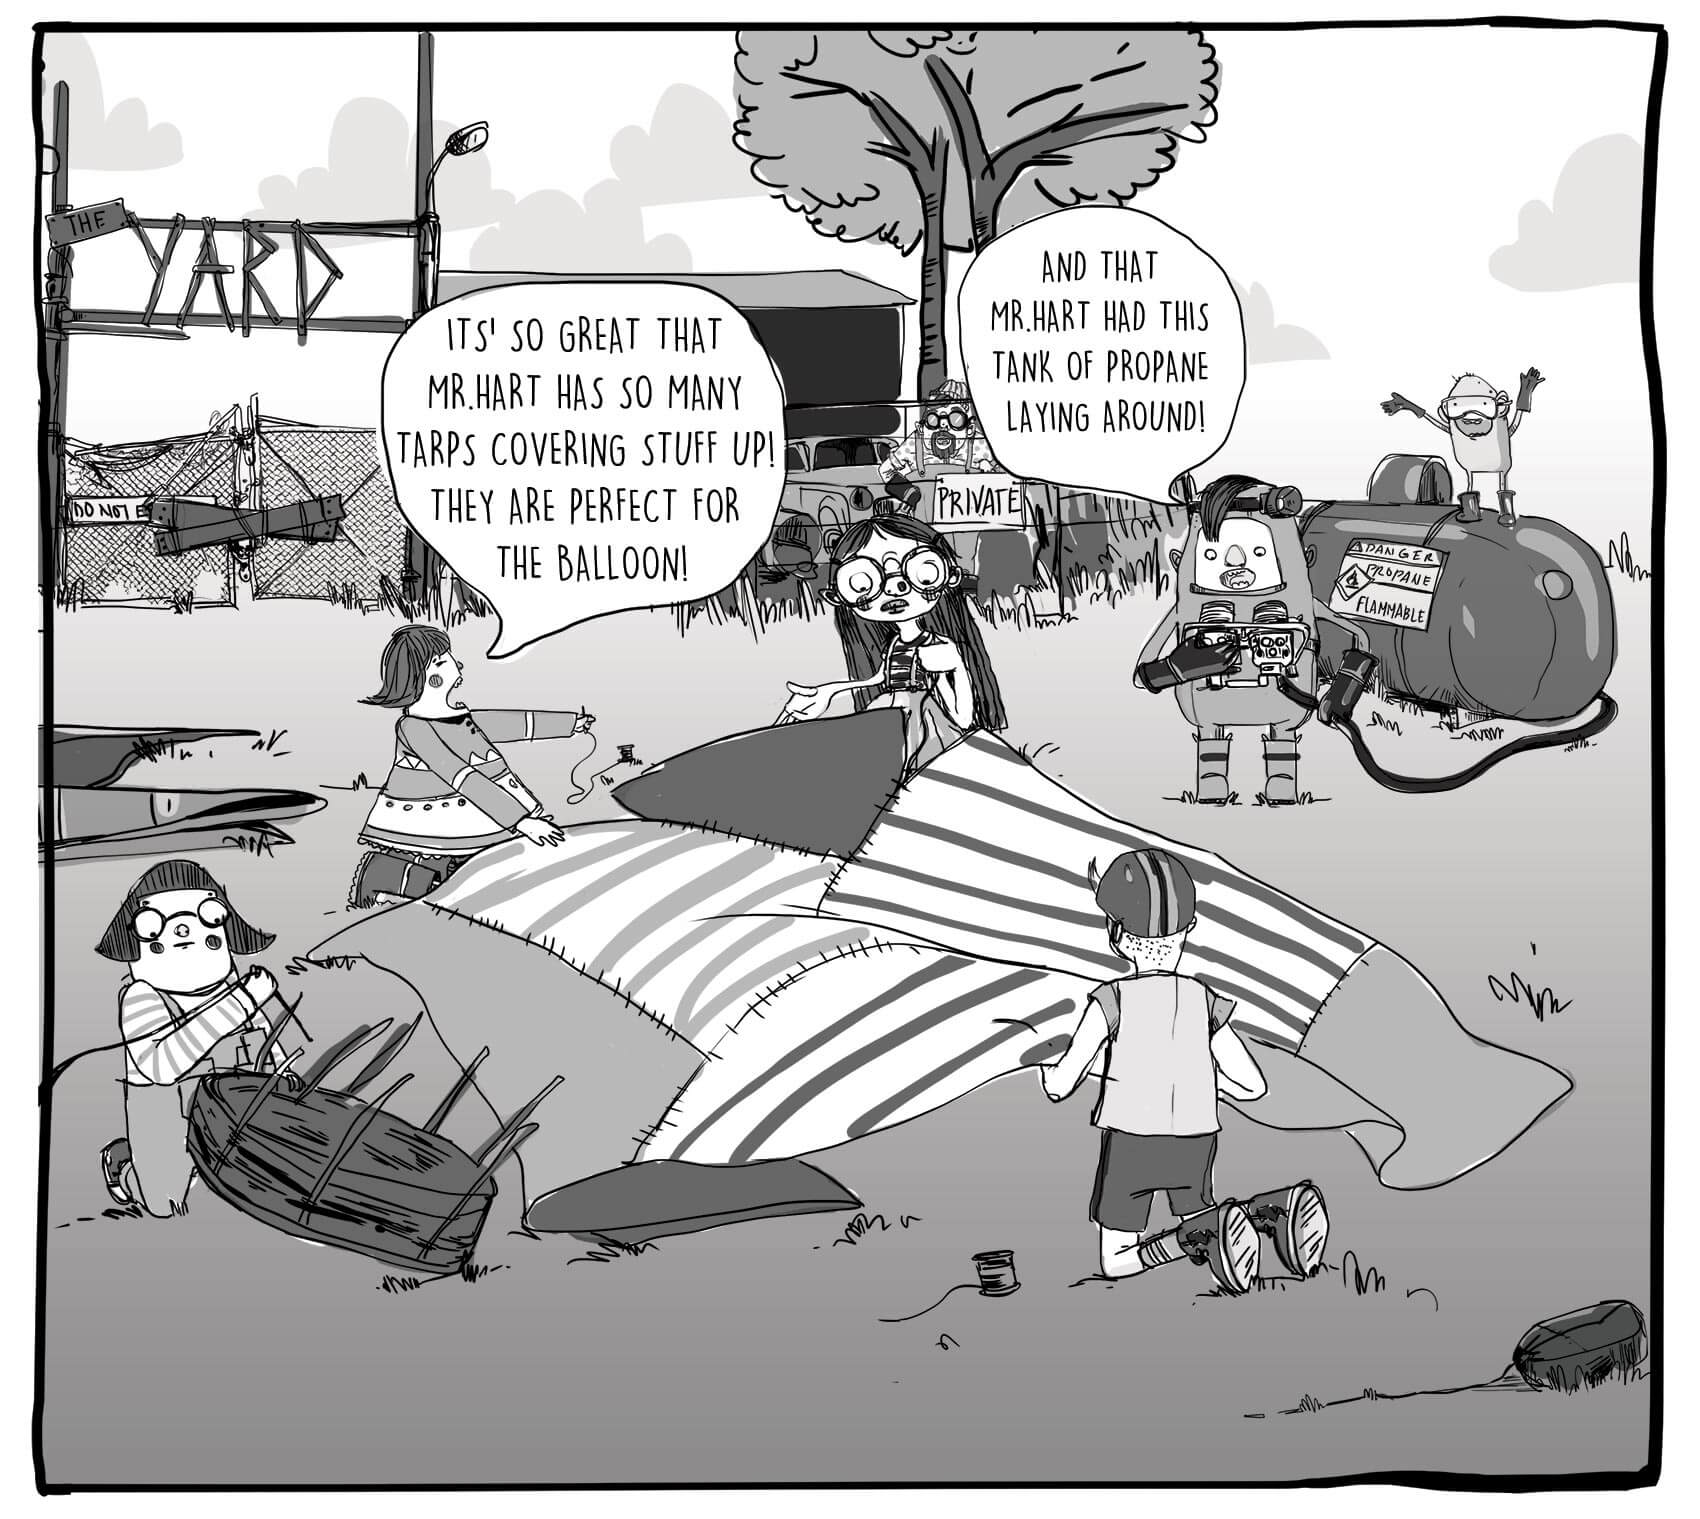 THE
YARD
ITS' SO GREAT THAT
MR.HART HAS SO MANY
TARPS COVERING STUFF UP!
THEY ARE PERFECT FOR
THE BALLOON!
AND THAT
MR.HART HAD THIS
TANK OF PROPANE
LAYING AROUND!
DO NOT E
PRIVATE
DANGER
PROPANE
FLAMMABLE